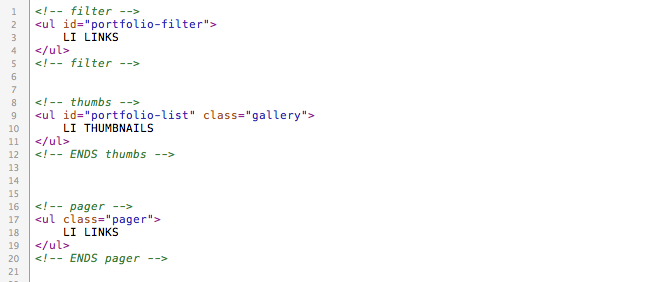 1 <!-- filter -->
2 <ul id="portfolio-filter">
3 LI LINKS
4 </ul>
5 <!-- filter -->
6
7
8 <!-- thumbs -->
9 <ul id="portfolio-list" class="gallery">
10 LI THUMBNAILS
11 </ul>
12 <!-- ENDS thumbs -->
13
14
15
16 <!-- pager -->
17 <ul class="pager">
18 LI LINKS
19 </ul>
20 <!-- ENDS pager -->
21